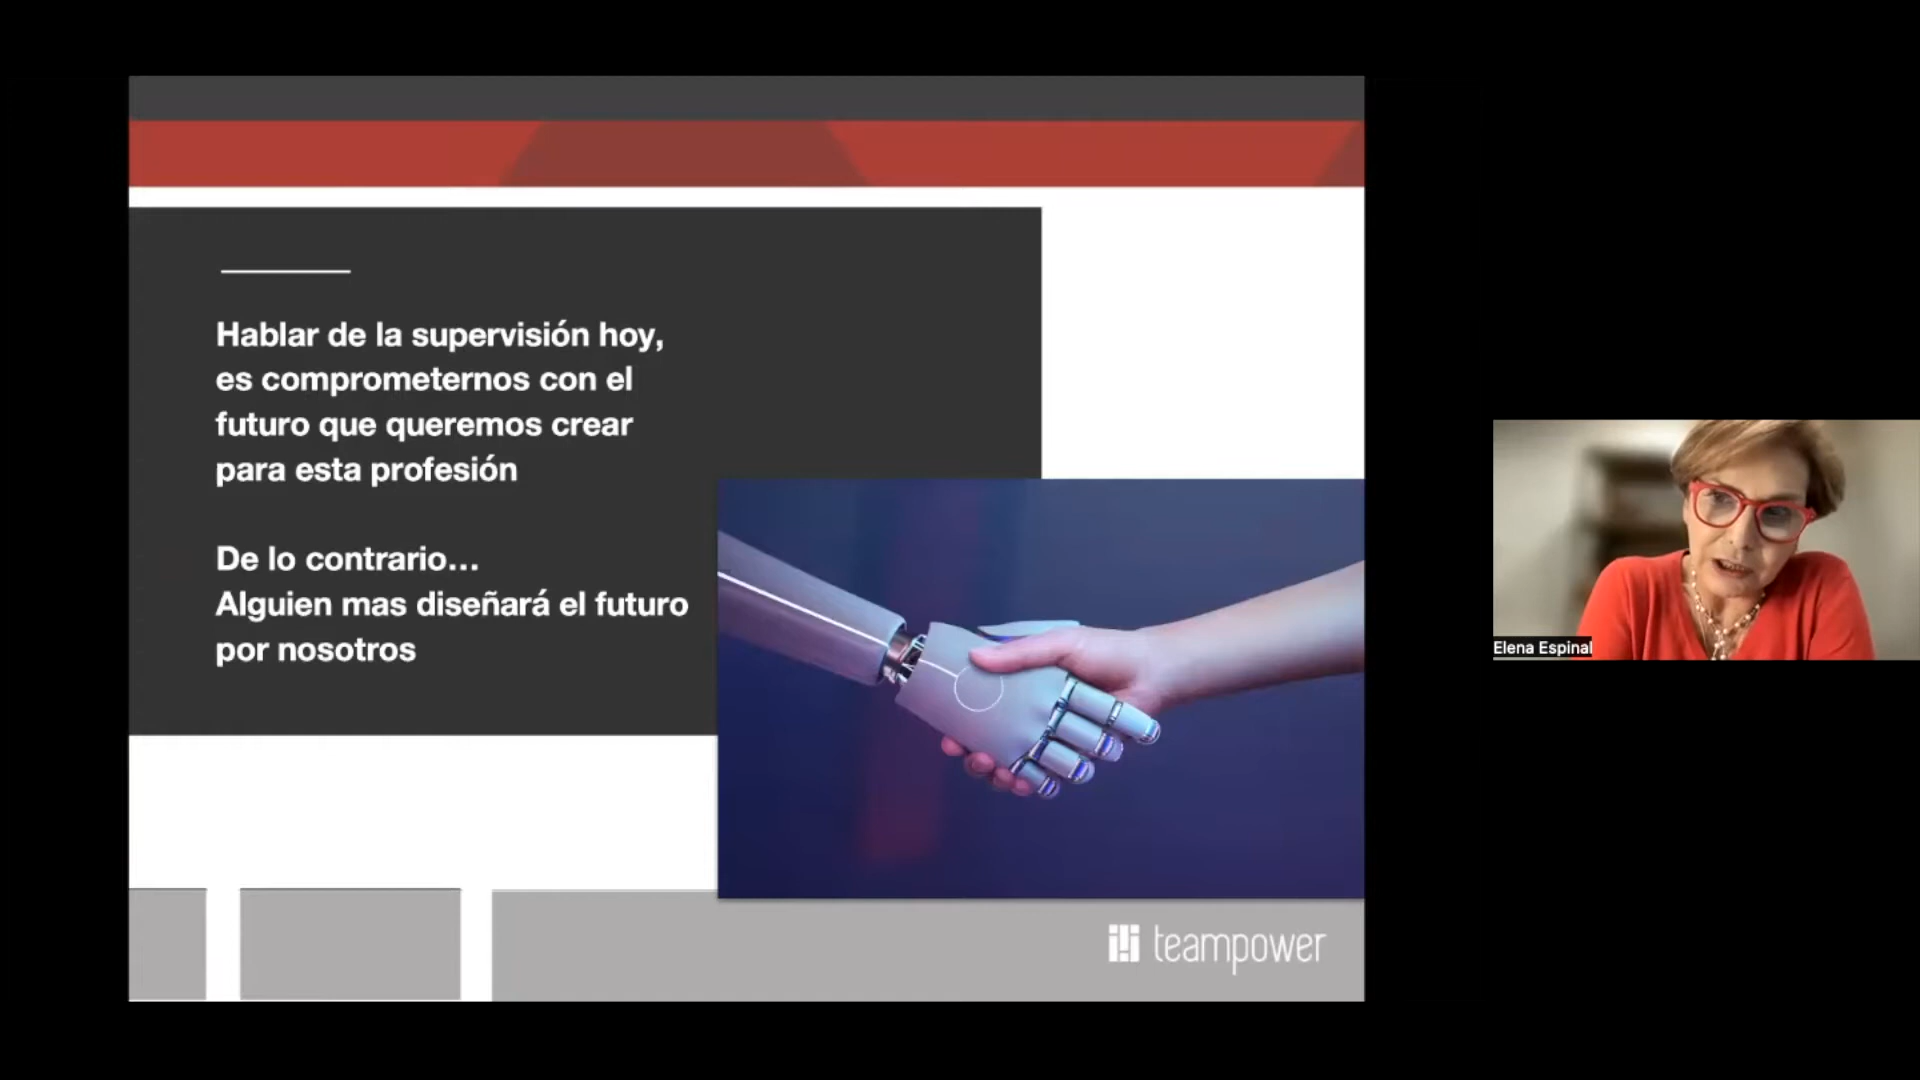 Hablar de la supervisión hoy,
es comprometernos con el
futuro que queremos crear
para esta profesión
De lo contrario...
Alguien mas diseñará el futuro
por nosotros
teampower
Elena Espinal